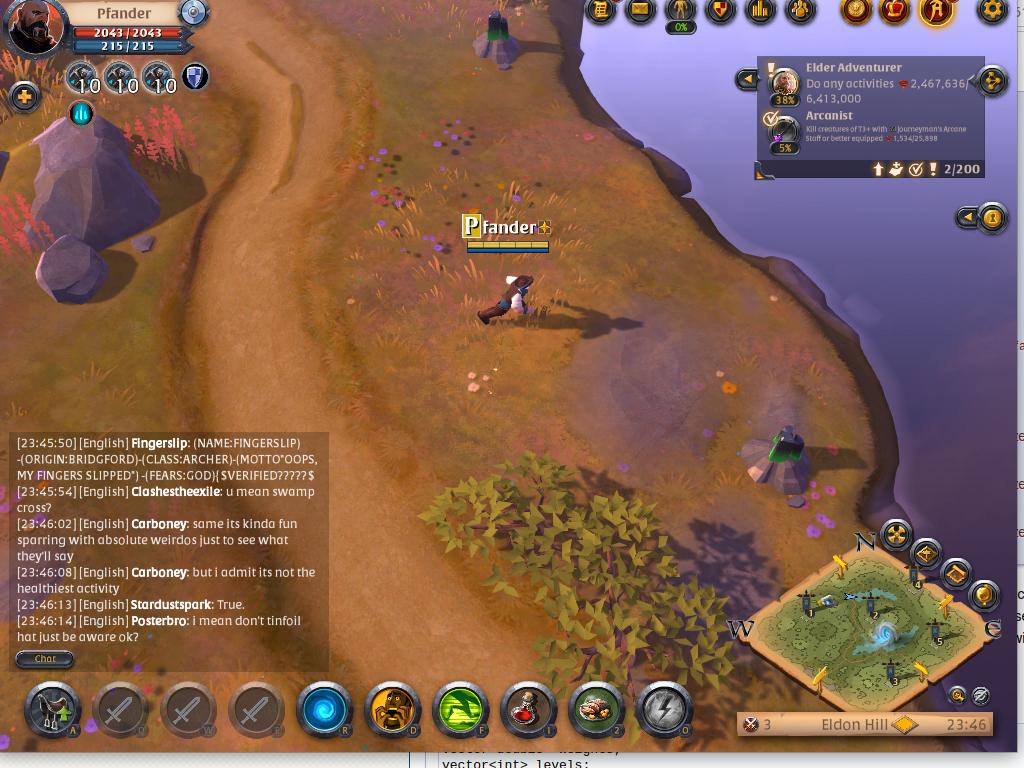 Pfander
2043 / 2043
215 / 215
10 10 10
0%
Elder Adventurer
Do any activities 2,467,636/
6,413,000
38%
Arcanist
Kill creatures of T3+ with Journeyman's Arcane
Staff or better equipped 1,534/25,898
5%
2/200
1
Pfander
[23:45:50] [English] Fingerslip: (NAME:FINGERSLIP)
-(ORIGIN:BRIDGFORD)-(CLASS:ARCHER)-(MOTTO"OOPS,
MY FINGERS SLIPPED") -(FEARS:GOD){$VERIFIED?????$
[23:45:54] [English] Clashestheexile: u mean swamp
cross?
[23:46:02] [English] Carboney: same its kinda fun
sparring with absolute weirdos just to see what
they'll say
[23:46:08] [English] Carboney: but i admit its not the
healthiest activity
[23:46:13] [English] Stardustspark: True.
[23:46:14] [English] Posterbro: i mean don't tinfoil
hat just be aware ok?
Chat
N
W
E
1
2
3
4
5
A Q W E R D F 1 2 O
3 Eldon Hill 23:46
vector<int> levels;